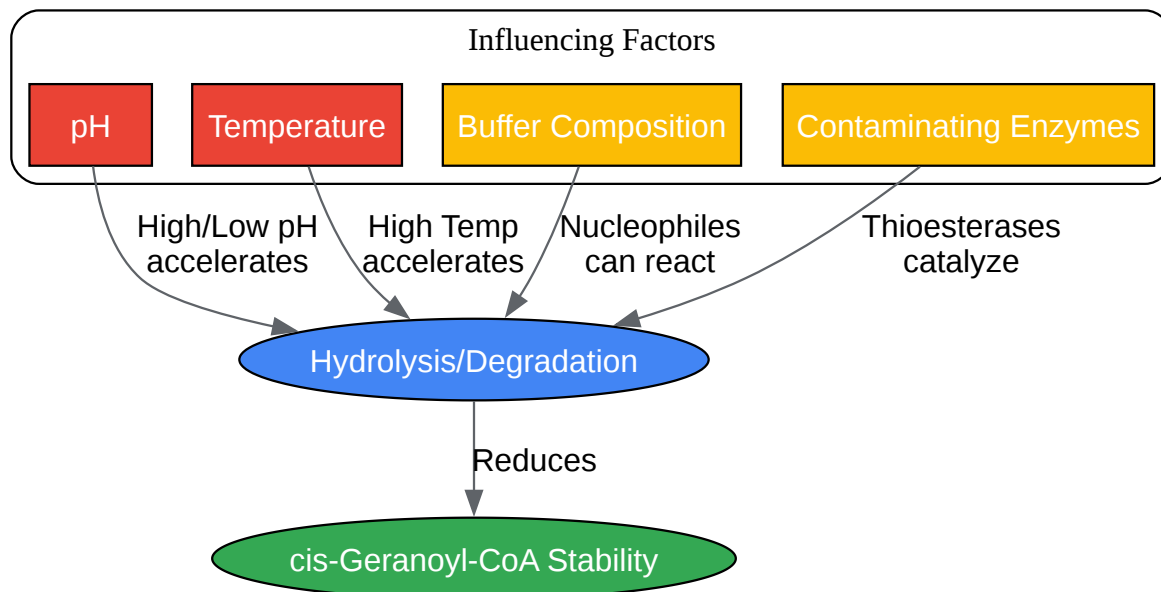 Influencing Factors
pH
Temperature
Buffer Composition
Contaminating Enzymes
High/Low pH
accelerates
High Temp
accelerates
Nucleophiles
can react
Thioesterases
catalyze
Hydrolysis/Degradation
Reduces
cis-Geranoyl-CoA Stability